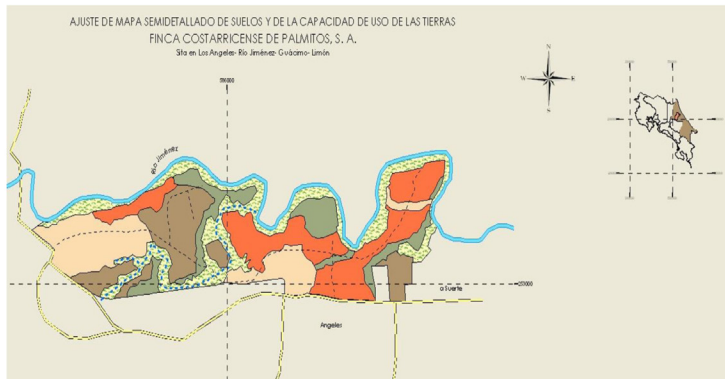 AJUSTE DE MAPA SEMIDETALLADO DE SUELOS Y DE LA CAPACIDAD DE USO DE LAS TIERRAS
FINCA COSTARRICENSE DE PALMITOS, S. A.
Sita en Los Angeles- Río Jiménez- Guácimo- Limón
N
W
E
S
Río Jiménez
a Suerte
Angeles